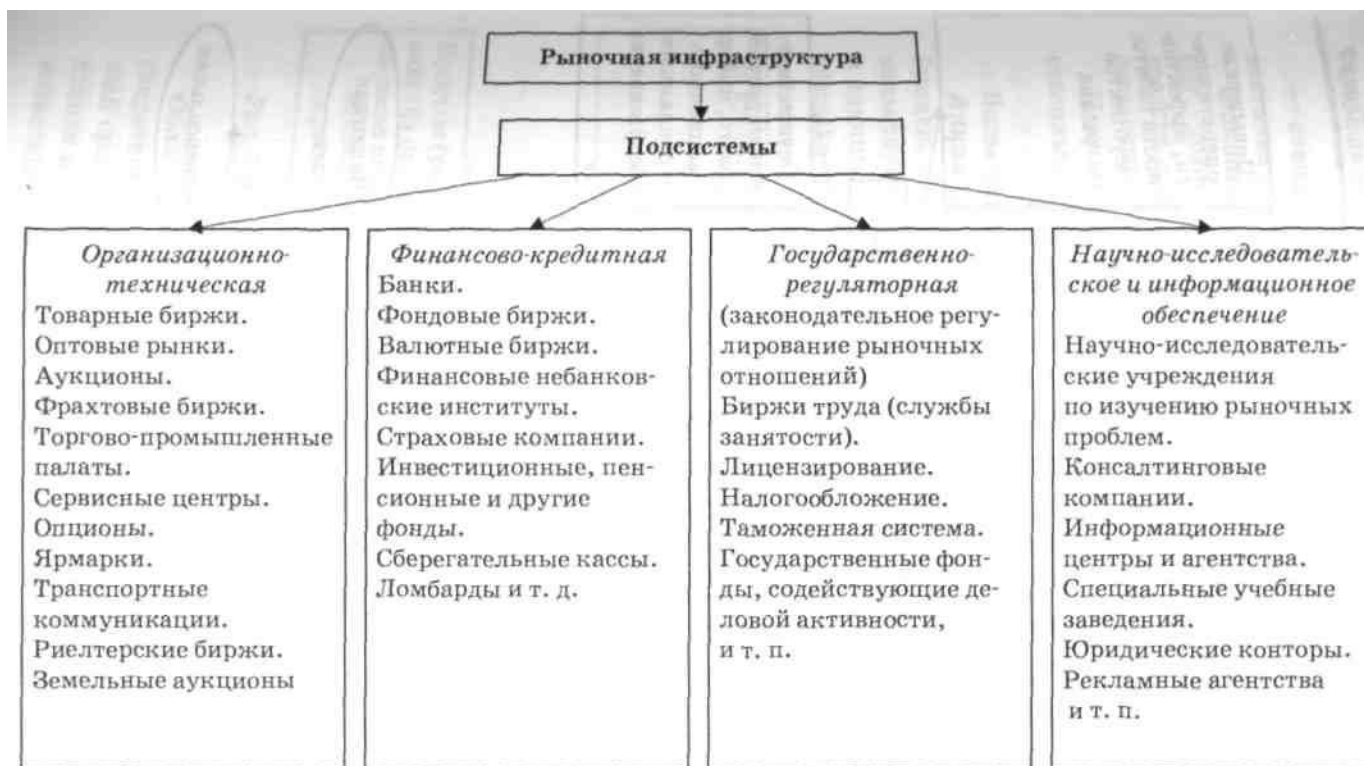 Рыночная инфраструктура
Подсистемы
Организационно-
техническая
Товарные биржи.
Оптовые рынки.
Аукционы.
Фрахтовые биржи.
Торгово-промышленные
палаты.
Сервисные центры.
Опционы.
Ярмарки.
Транспортные
коммуникации.
Риелтерские биржи.
Земельные аукционы
Финансово-кредитная
Банки.
Фондовые биржи.
Валютные биржи.
Финансовые небанков-
ские институты.
Страховые компании.
Инвестиционные, пен-
сионные и другие
фонды.
Сберегательные кассы.
Ломбарды и т. д.
Государственно-
регуляторная
(законодательное регу-
лирование рыночных
отношений)
Биржи труда (службы
занятости).
Лицензирование.
Налогообложение.
Таможенная система.
Государственные фон-
ды, содействующие де-
ловой активности,
и т. п.
Научно-исследователь-
ское и информационное
обеспечение
Научно-исследователь-
ские учреждения
по изучению рыночных
проблем.
Консалтинговые
компании.
Информационные
центры и агентства.
Специальные учебные
заведения.
Юридические конторы.
Рекламные агентства
и т. п.